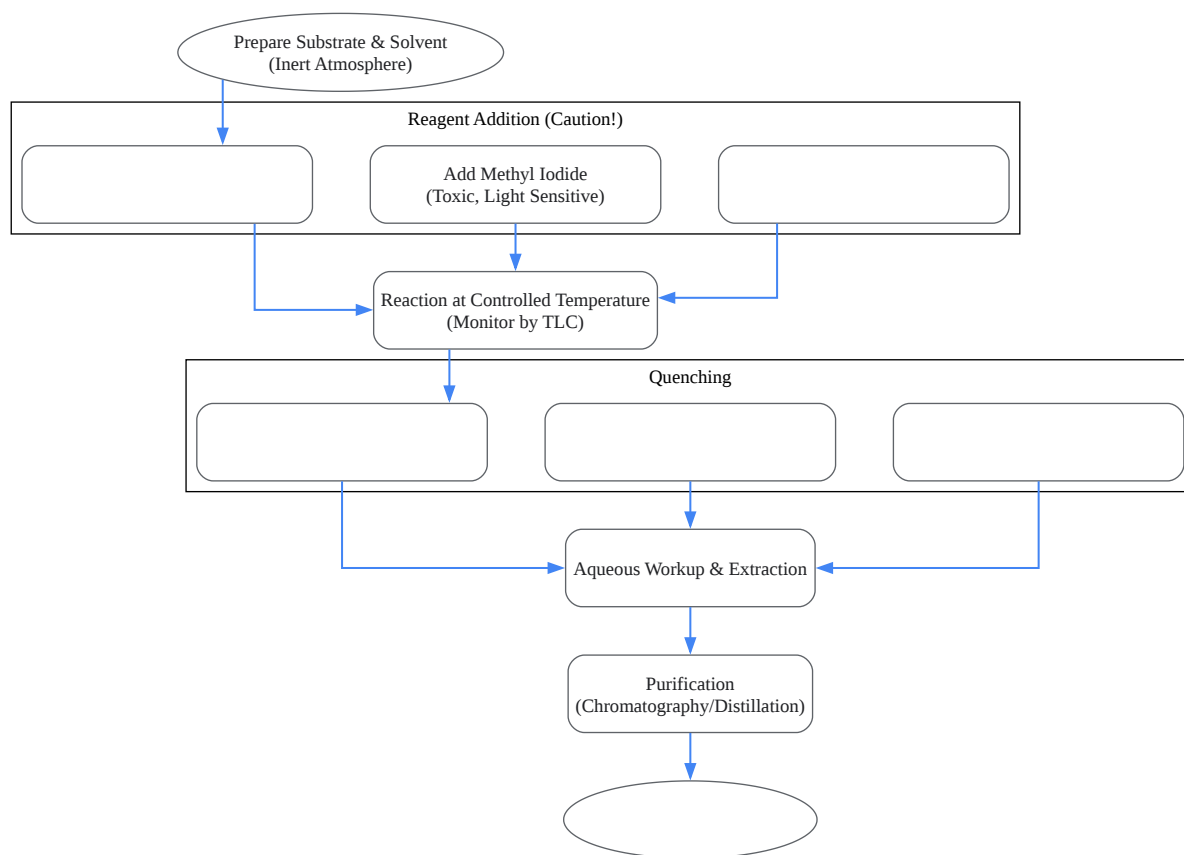 Prepare Substrate & Solvent
(Inert Atmosphere)
Reagent Addition (Caution!)
Add Methyl Iodide
(Toxic, Light Sensitive)
Reaction at Controlled Temperature
(Monitor by TLC)
Quenching
Aqueous Workup & Extraction
Purification
(Chromatography/Distillation)